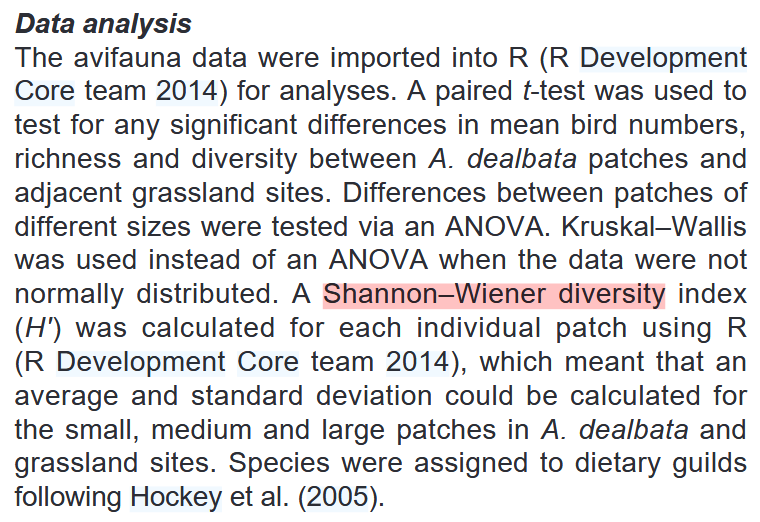 Data analysis
The avifauna data were imported into R (R Development
Core team 2014) for analyses. A paired t-test was used to
test for any significant differences in mean bird numbers,
richness and diversity between A. dealbata patches and
adjacent grassland sites. Differences between patches of
different sizes were tested via an ANOVA. Kruskal–Wallis
was used instead of an ANOVA when the data were not
normally distributed. A Shannon–Wiener diversity index
(H′) was calculated for each individual patch using R
(R Development Core team 2014), which meant that an
average and standard deviation could be calculated for
the small, medium and large patches in A. dealbata and
grassland sites. Species were assigned to dietary guilds
following Hockey et al. (2005).